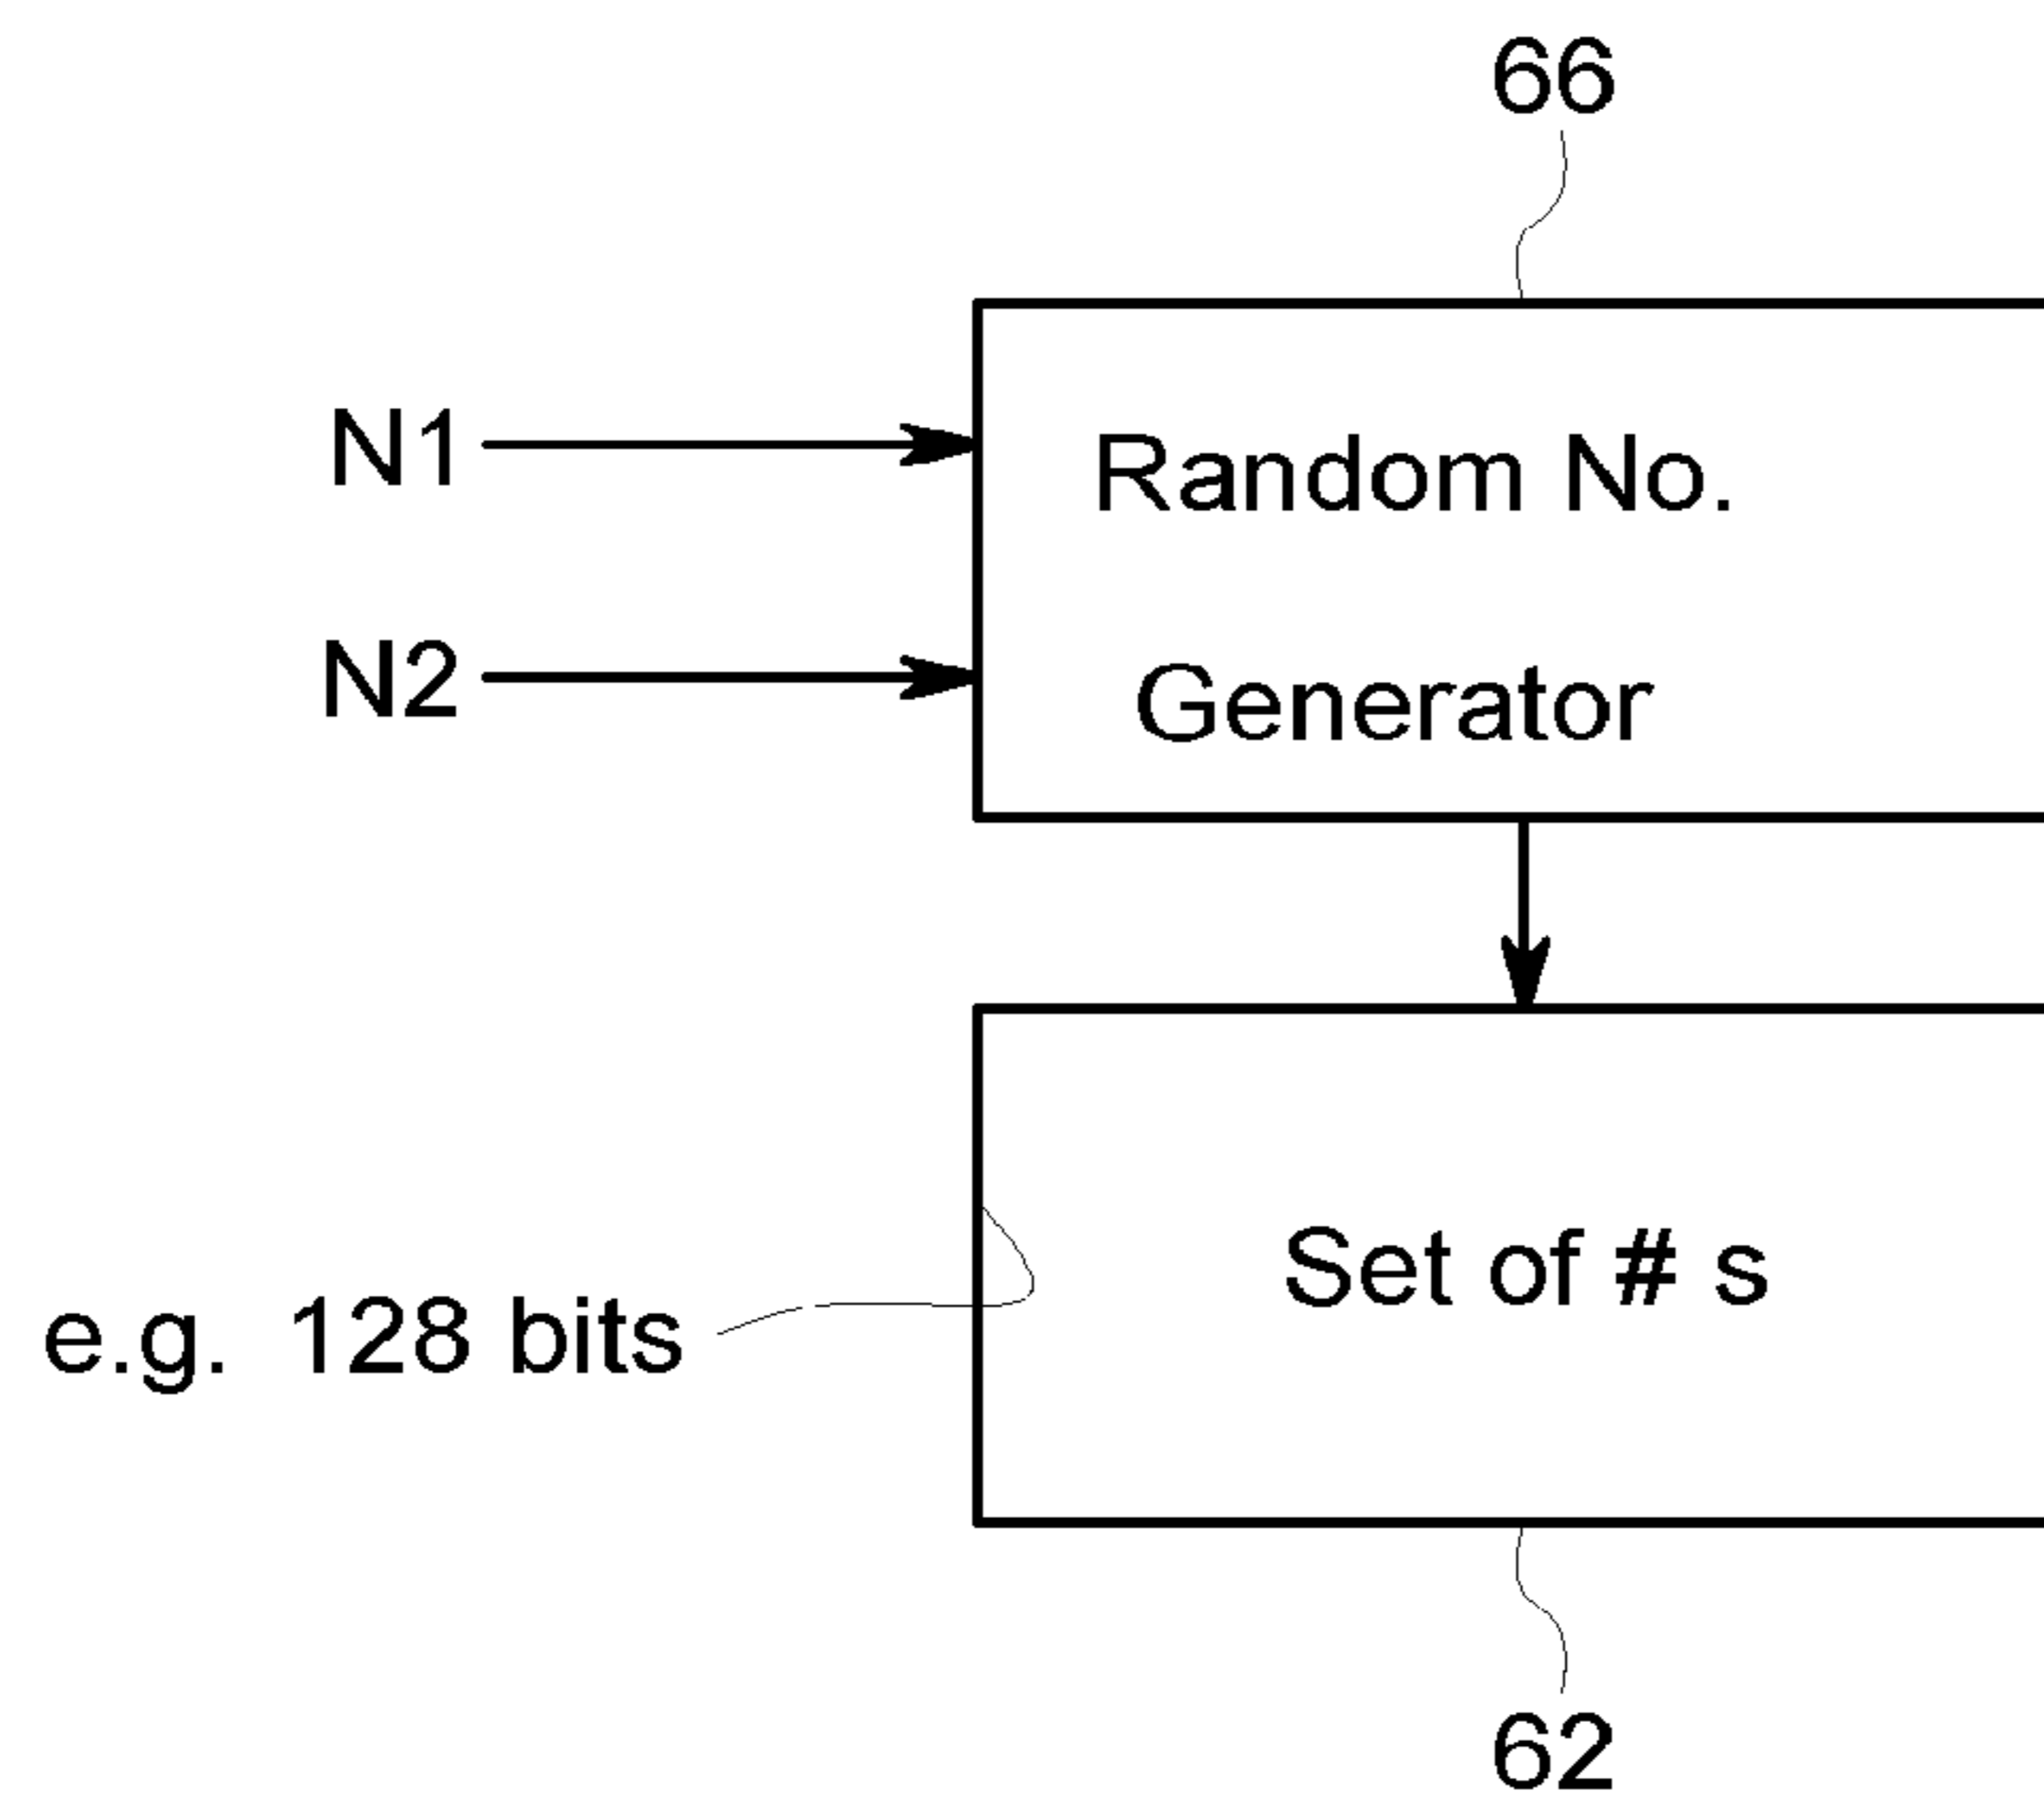 66
N1
Random No.
N2
Generator
Set of # s
e.g. 128 bits
62